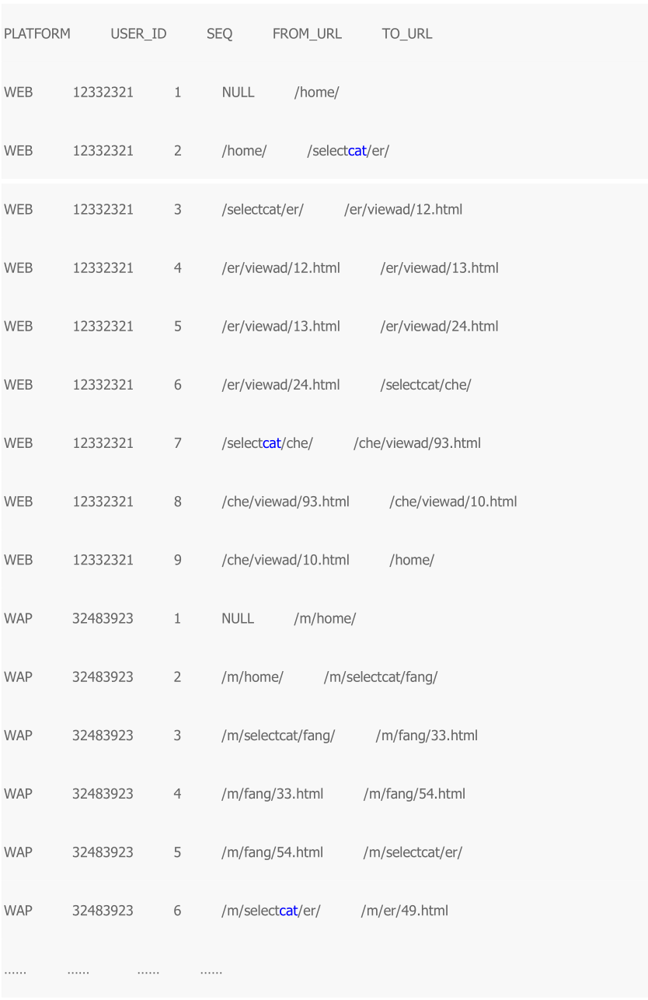 PLATFORM USER_ID SEQ FROM_URL TO_URL
WEB 12332321 1 NULL /home/
WEB 12332321 2 /home/ /selectcat/er/
WEB 12332321 3 /selectcat/er/ /er/viewad/12.html
WEB 12332321 4 /er/viewad/12.html /er/viewad/13.html
WEB 12332321 5 /er/viewad/13.html /er/viewad/24.html
WEB 12332321 6 /er/viewad/24.html /selectcat/che/
WEB 12332321 7 /selectcat/che/ /che/viewad/93.html
WEB 12332321 8 /che/viewad/93.html /che/viewad/10.html
WEB 12332321 9 /che/viewad/10.html /home/
WAP 32483923 1 NULL /m/home/
WAP 32483923 2 /m/home/ /m/selectcat/fang/
WAP 32483923 3 /m/selectcat/fang/ /m/fang/33.html
WAP 32483923 4 /m/fang/33.html /m/fang/54.html
WAP 32483923 5 /m/fang/54.html /m/selectcat/er/
WAP 32483923 6 /m/selectcat/er/ /m/er/49.html
…… …… …… ……